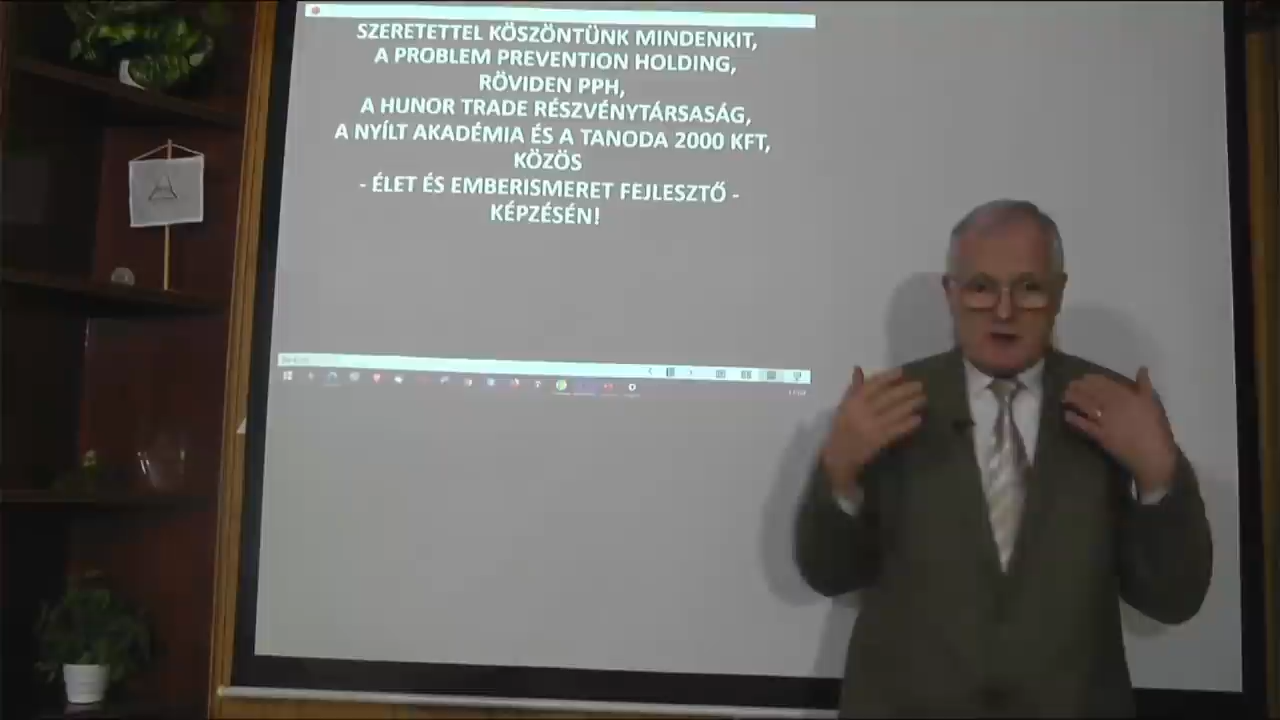 SZERETETTEL KÖSZÖNTÜNK MINDENKIT,
A PROBLEM PREVENTION HOLDING,
RÖVIDEN PPH,
A HUNOR TRADE RÉSZVÉNYTÁRSASÁG,
A NYÍLT AKADÉMIA ÉS A TANODA 2000 KFT,
KÖZÖS
- ÉLET ÉS EMBERISMERET FEJLESZTŐ -
KÉPZÉSÉN!